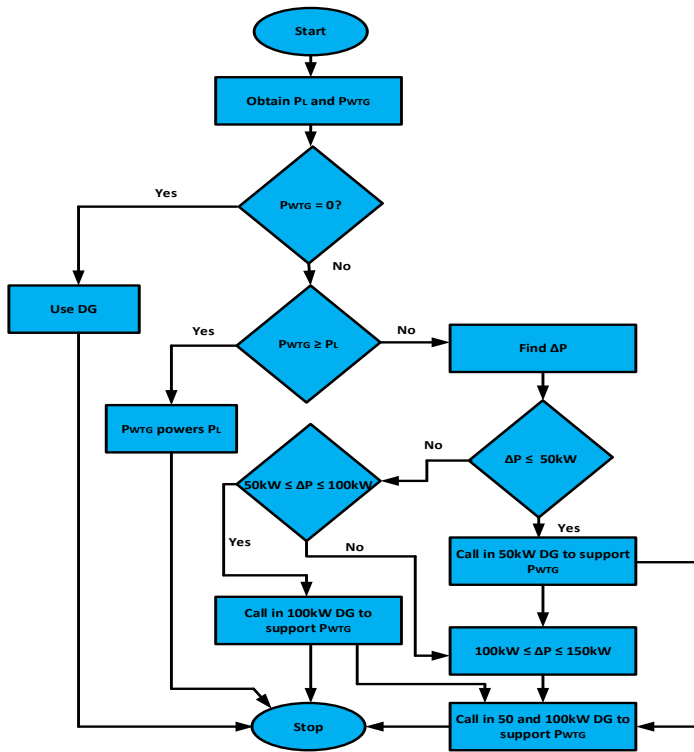 Start
Obtain PL and PWTG
Yes
PWTG = 0?
No
Use DG
Yes
PWTG ≥ PL
No
Find ΔP
PWTG powers PL
No
50kW ≤ ΔP ≤ 100kW
ΔP ≤ 50kW
Yes
No
Yes
Call in 50kW DG to support
PWTG
Call in 100kW DG to
support PWTG
100kW ≤ ΔP ≤ 150kW
Stop
Call in 50 and 100kW DG to
support PWTG